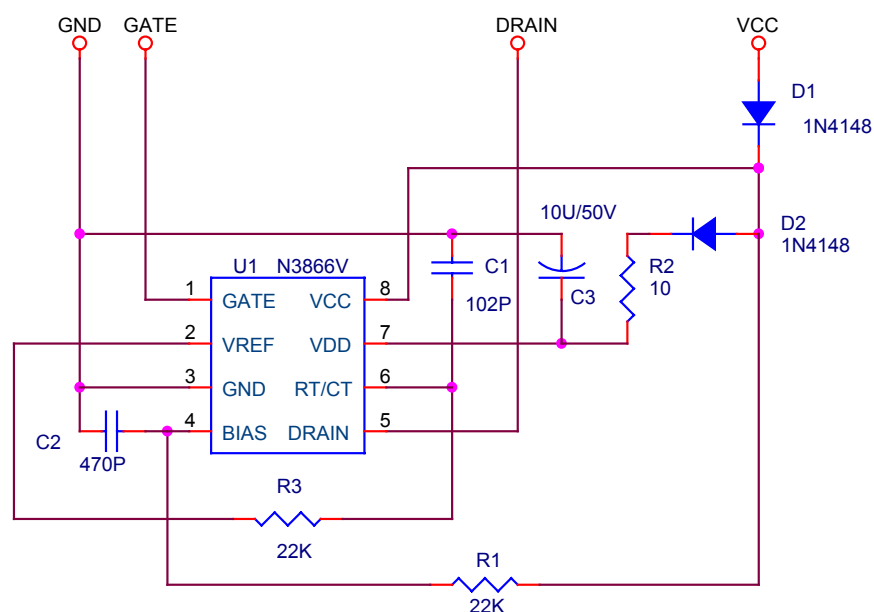 GND GATE DRAIN VCC
D1
1N4148
10U/50V D2
1N4148
U1 N3866V C1 R2
10
102P C3
1 GATE VCC 8
2 VREF VDD 7
3 GND RT/CT 6
4 BIAS DRAIN 5
C2
470P
R3
22K
R1
22K